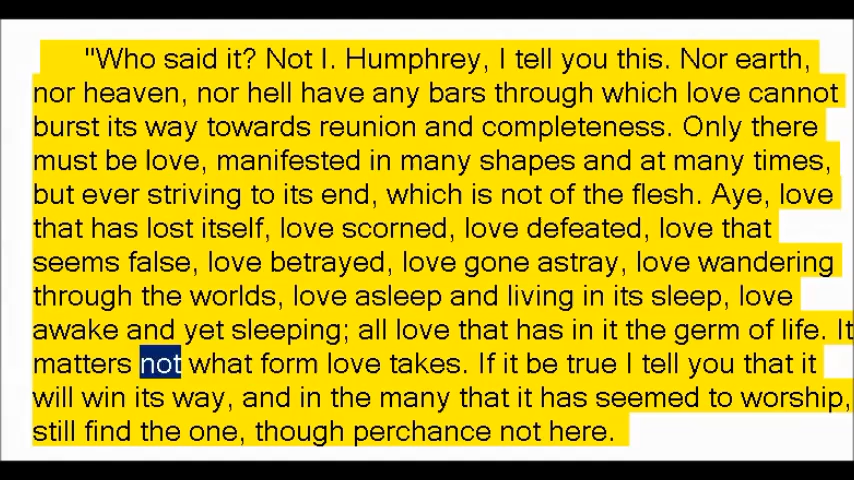 "Who said it? Not I. Humphrey, I tell you this. Nor earth,
nor heaven, nor hell have any bars through which love cannot
burst its way towards reunion and completeness. Only there
must be love, manifested in many shapes and at many times,
but ever striving to its end, which is not of the flesh. Aye, love
that has lost itself, love scorned, love defeated, love that
seems false, love betrayed, love gone astray, love wandering
through the worlds, love asleep and living in its sleep, love
awake and yet sleeping; all love that has in it the germ of life. It
matters not what form love takes. If it be true I tell you that it
will win its way, and in the many that it has seemed to worship,
still find the one, though perchance not here.